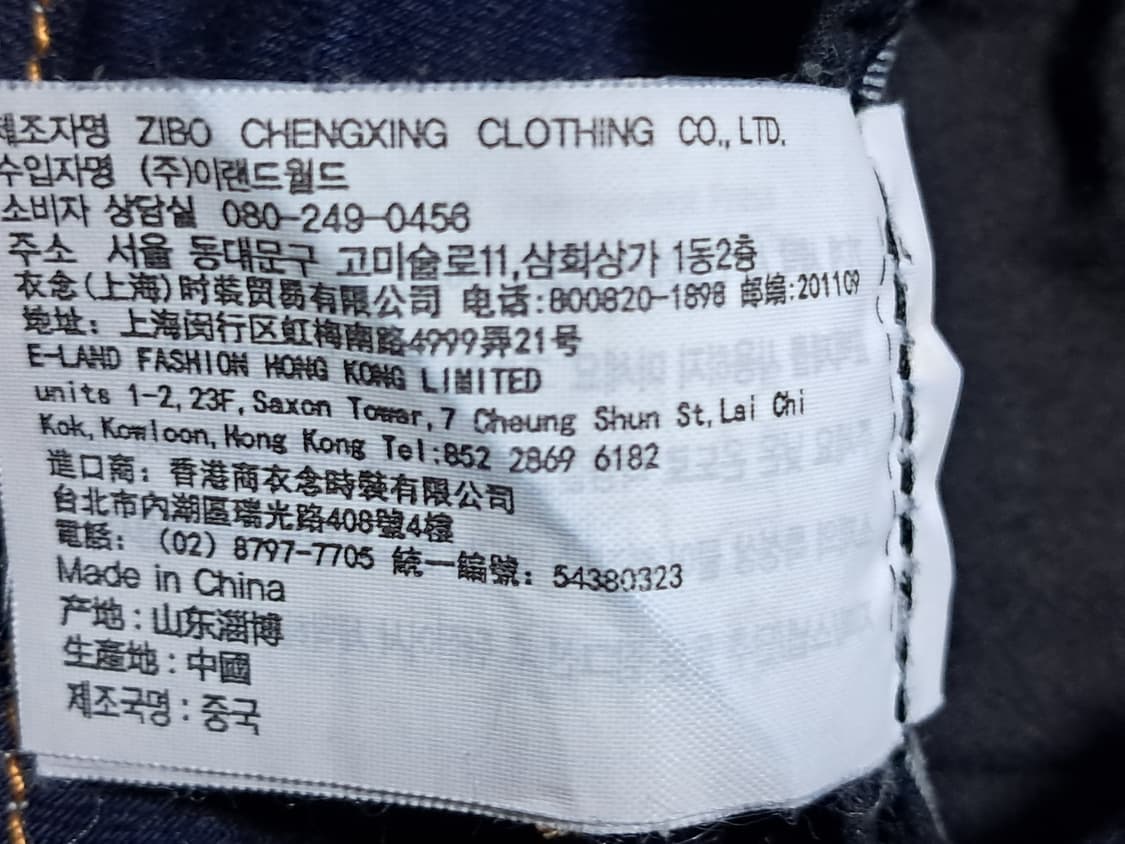 제조자명 ZIBO CHENGXING CLOTHING CO., LTD.
수입자명 (주)이랜드월드
소비자 상담실 080-249-0456
주소 서울 동대문구 고미술로11,삼희상가 1동2층
衣念(上海)时装贸易有限公司 电话:800820-1898 邮编:201109
地址: 上海闵行区虹梅南路4999弄21号
E-LAND FASHION HONG KONG LIMITED
units 1-2,23F,Saxon Tower,7 Cheung Shun St,Lai Chi
Kok,Kowloon,Hong Kong Tel:852 2869 6182
進口商: 香港商衣念時裝有限公司
台北市內湖區瑞光路408號4樓
電話: (02) 8797-7705 統一編號: 54380323
Made in China
产地:山东淄博
生產地:中國
제조국명:중국